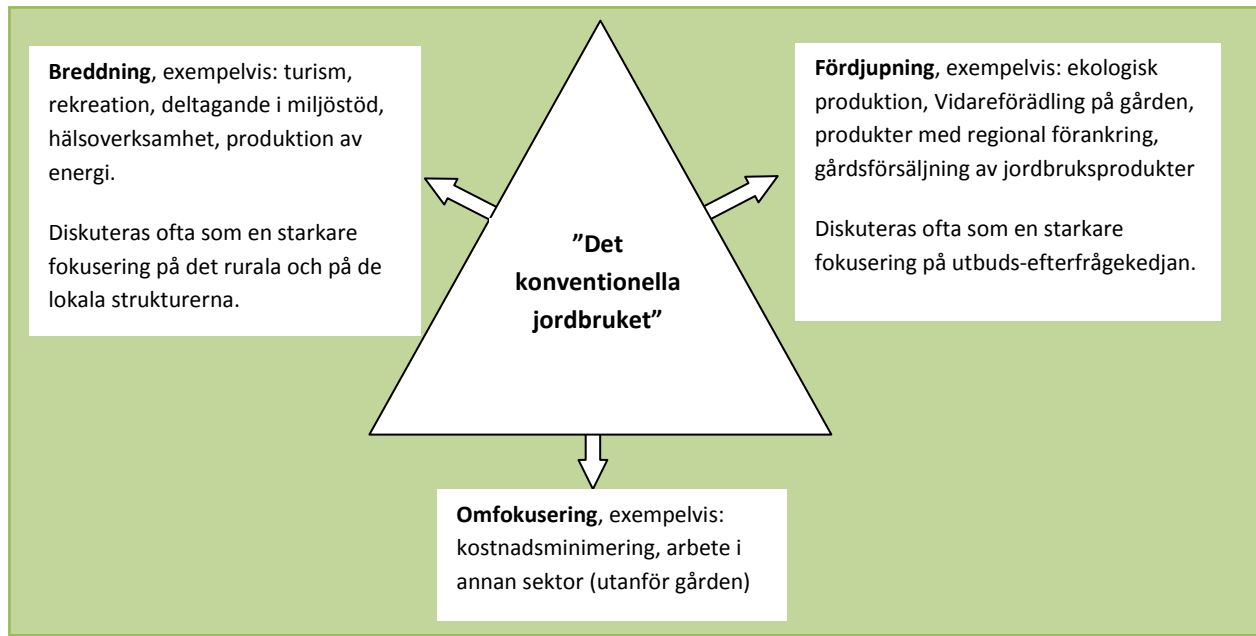 Breddning, exempelvis: turism,
rekreation, deltagande i miljöstöd,
hälsoverksamhet, produktion av
energi.
Diskuteras ofta som en starkare
fokusering på det rurala och på de
lokala strukturerna.
Fördjupning, exempelvis: ekologisk
produktion, Vidareförädling på gården,
produkter med regional förankring,
gårdsförsäljning av jordbruksprodukter
Diskuteras ofta som en starkare
fokusering på utbuds-efterfrågekedjan.
”Det
konventionella
jordbruket”
Omfokusering, exempelvis:
kostnadsminimering, arbete i
annan sektor (utanför gården)